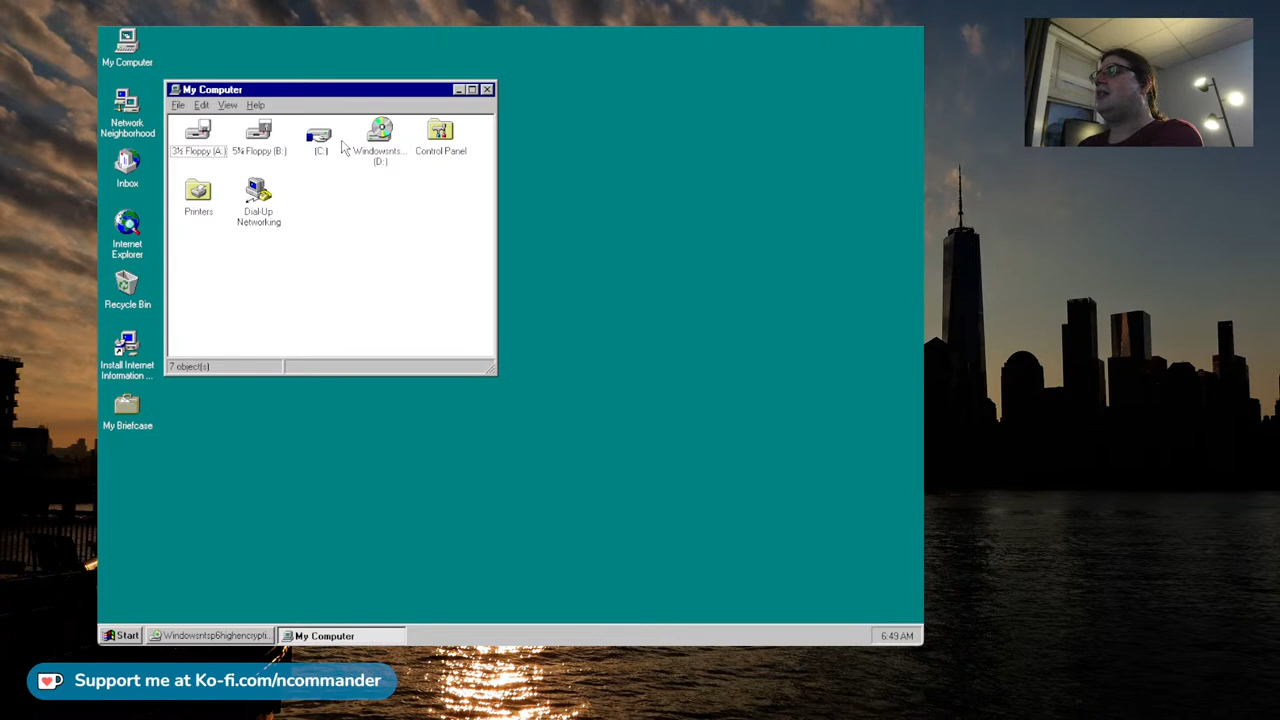 My Computer
Network
Neighborhood
Inbox
Internet
Explorer
Recycle Bin
Install Internet
Information ...
My Briefcase
My Computer
File Edit View Help
3½ Floppy (A:)
5¼ Floppy (B:)
(C:)
Windowsnts...
(D:)
Control Panel
Printers
Dial-Up
Networking
7 object(s)
Start
Windowsntsp6highencrypti...
My Computer
6:49 AM
Support me at Ko-fi.com/ncommander